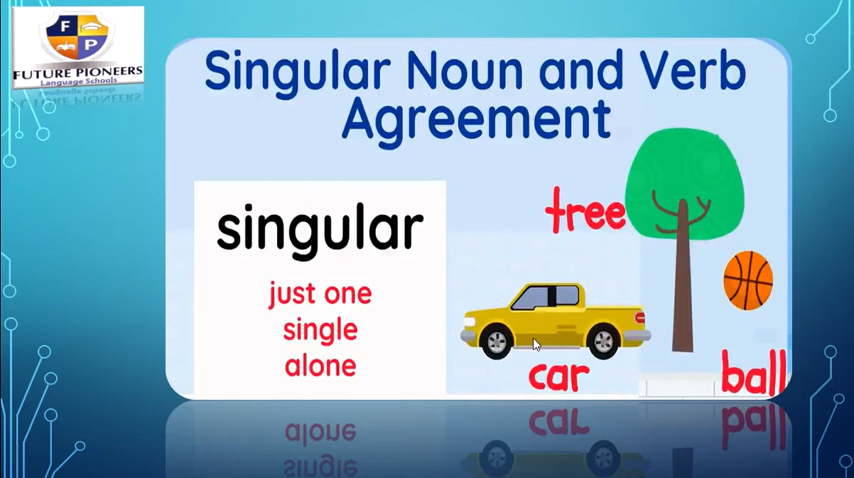 F
P
FUTURE PIONEERS
Language Schools
Singular Noun and Verb
Agreement
singular
just one
single
alone
tree
car
ball